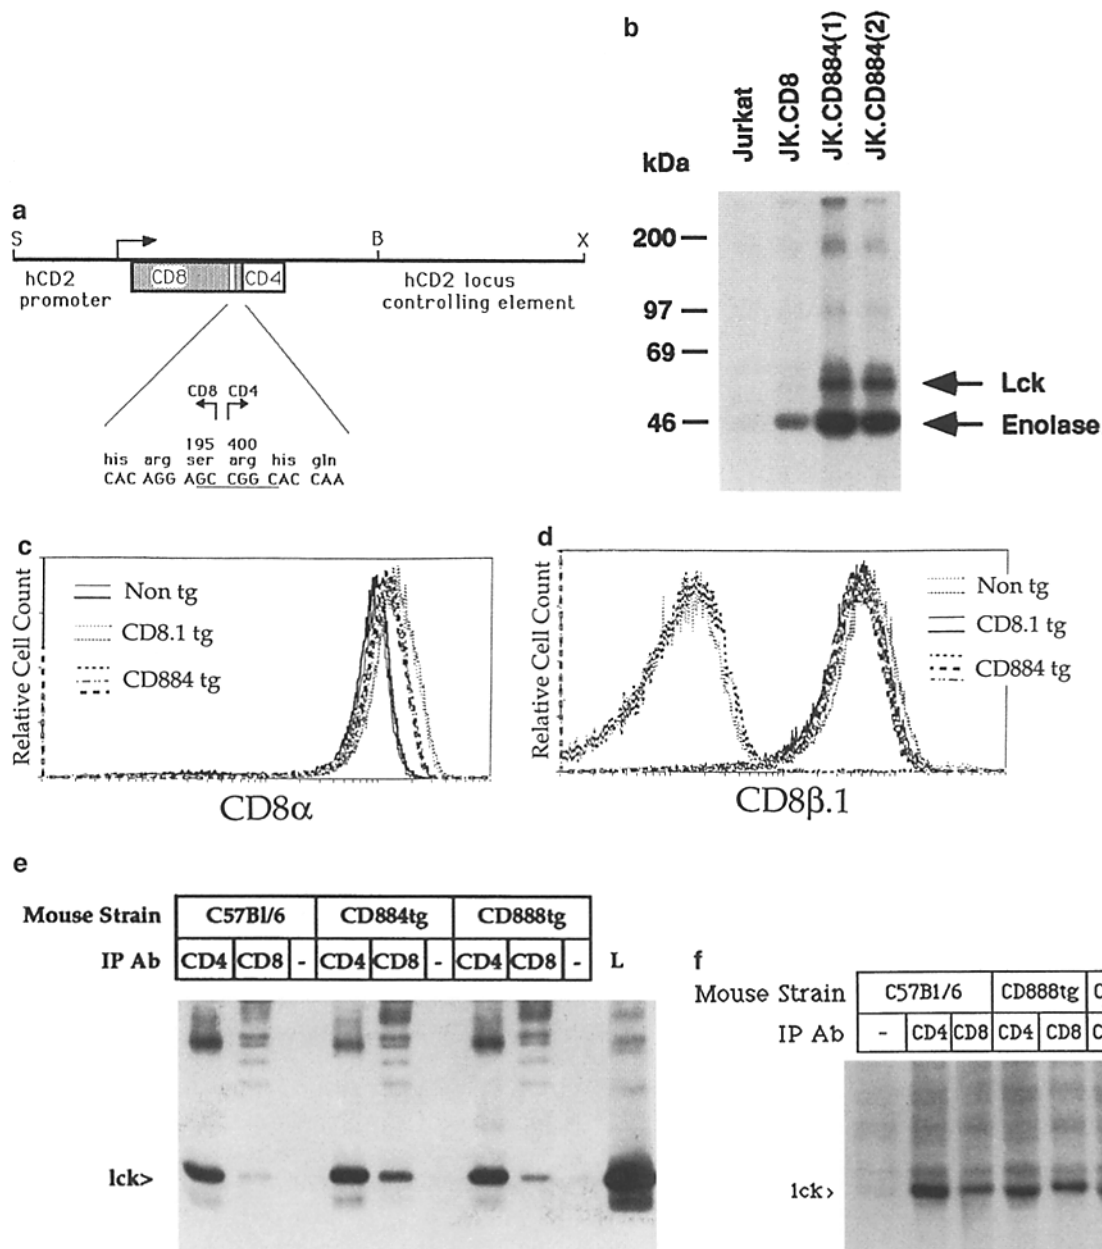 a
S
B
X
hCD2 promoter
CD8
CD4
hCD2 locus controlling element
CD8 CD4
195 400
his arg ser arg his gln
CAC AGG AGC CGG CAC CAA
b
Jurkat
JK.CD8
JK.CD884(1)
JK.CD884(2)
kDa
200
97
69
46
Lck
Enolase
c
Relative Cell Count
Non tg
CD8.1 tg
CD884 tg
CD8α
d
Relative Cell Count
Non tg
CD8.1 tg
CD884 tg
CD8β.1
e
Mouse Strain C57Bl/6 CD884tg CD888tg
IP Ab CD4 CD8 - CD4 CD8 - CD4 CD8 - L
lck>
f
Mouse Strain C57Bl/6 CD888tg
IP Ab - CD4 CD8 CD4 CD8
lck>